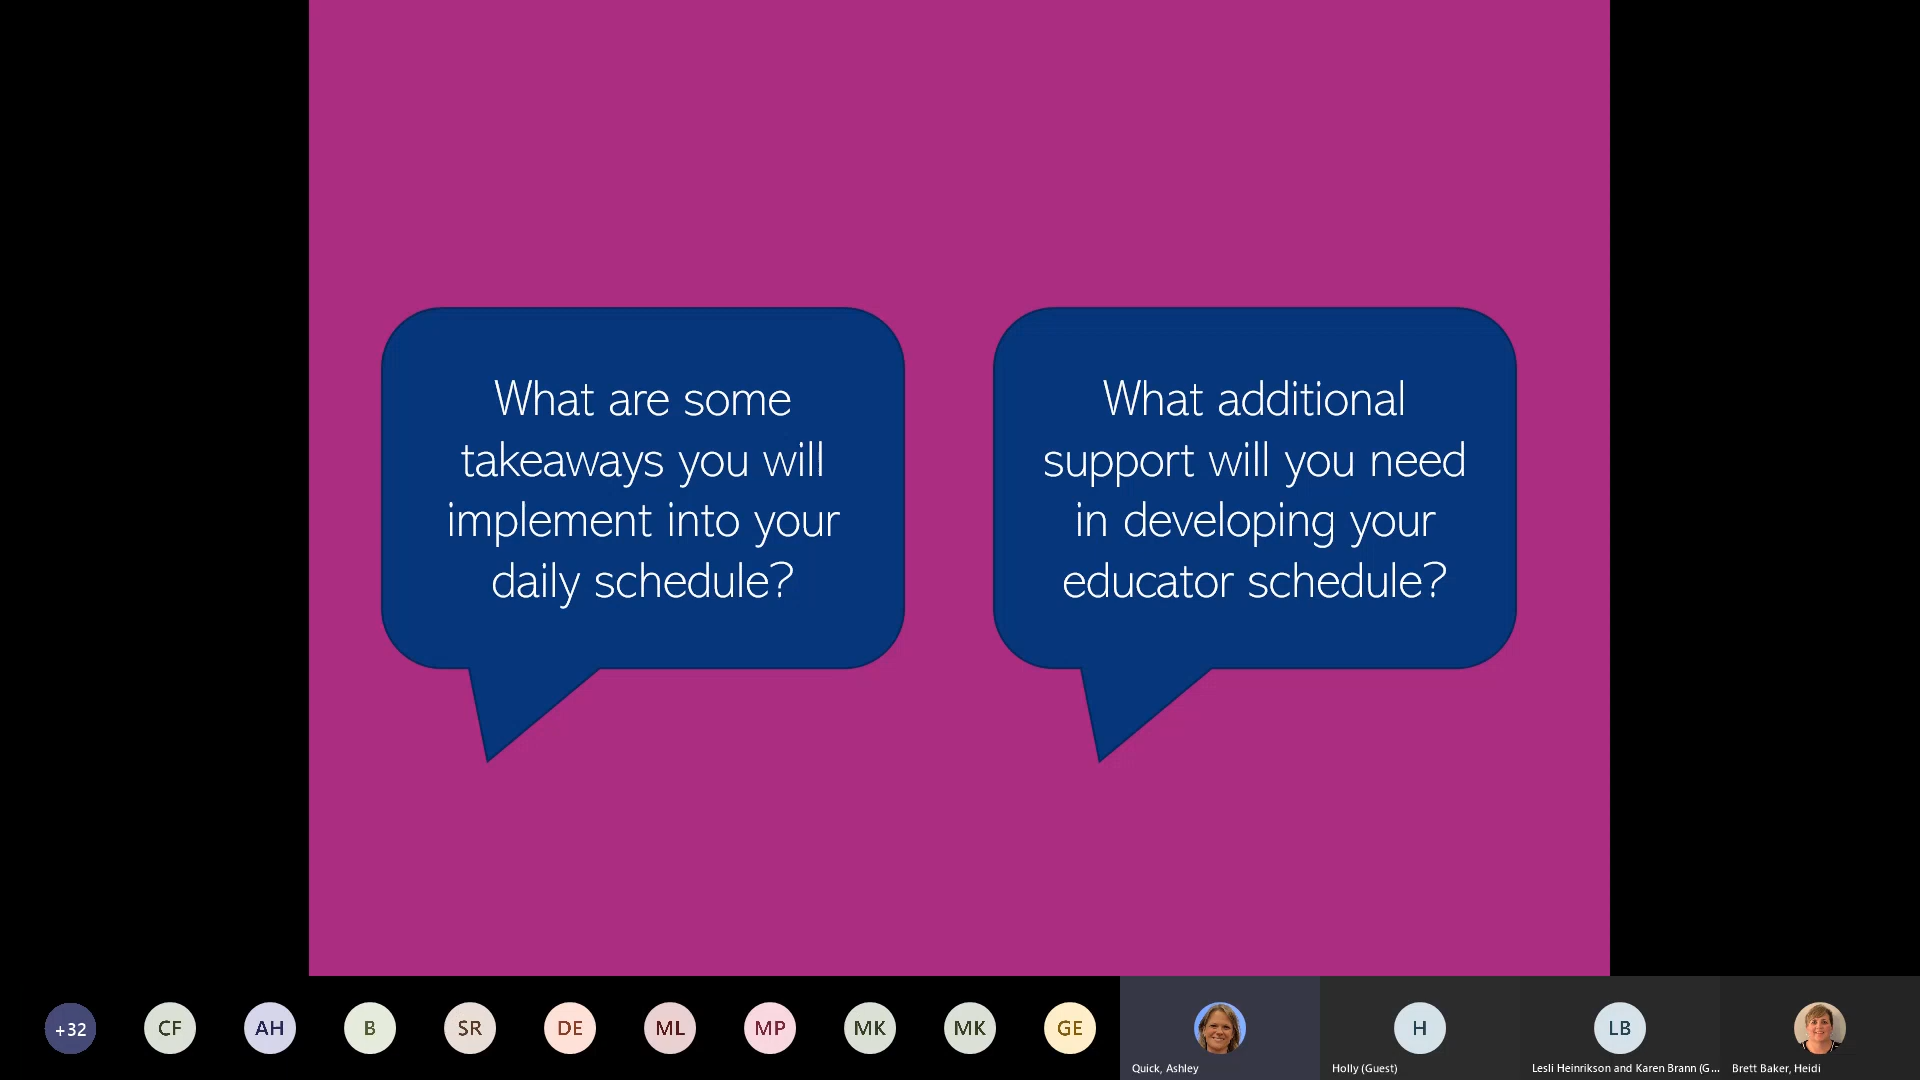 What are some
takeaways you will
implement into your
daily schedule?
What additional
support will you need
in developing your
educator schedule?
+32
CF
AH
B
SR
DE
ML
MP
MK
MK
GE
Quick, Ashley
H
Holly (Guest)
LB
Lesli Heinrikson and Karen Brann (G...
Brett Baker, Heidi